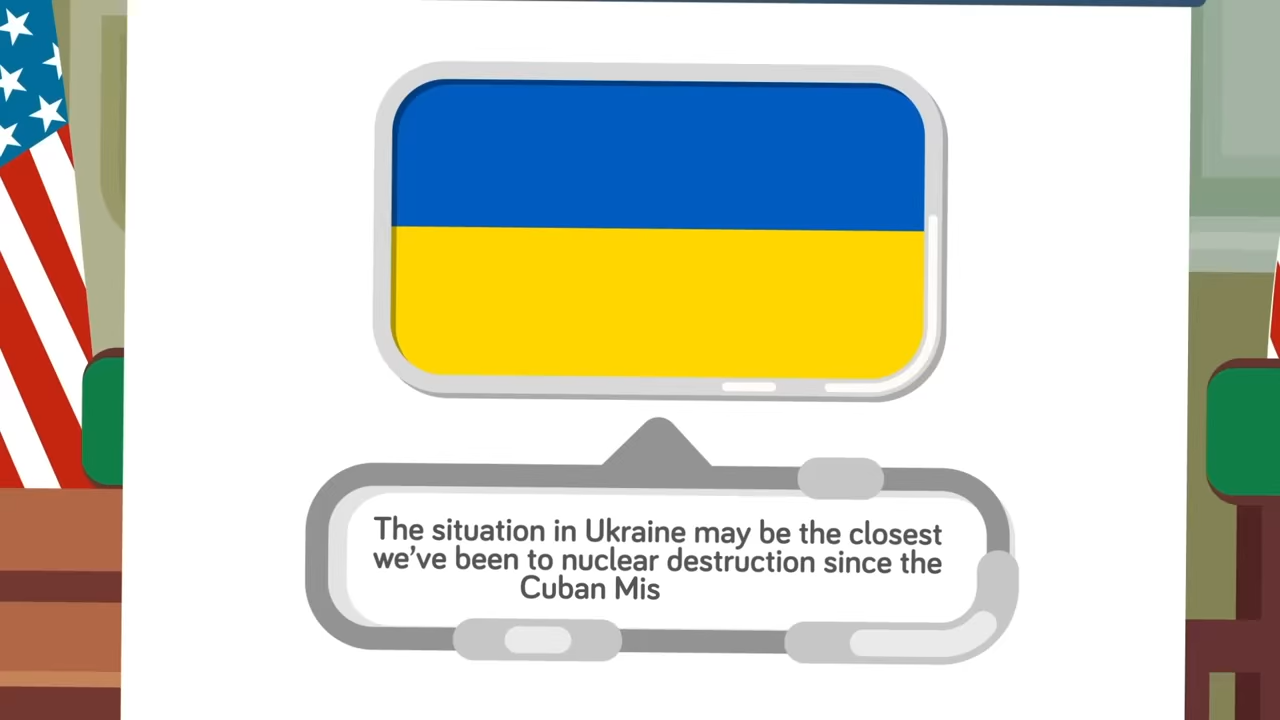 The situation in Ukraine may be the closest
we've been to nuclear destruction since the
Cuban Mis